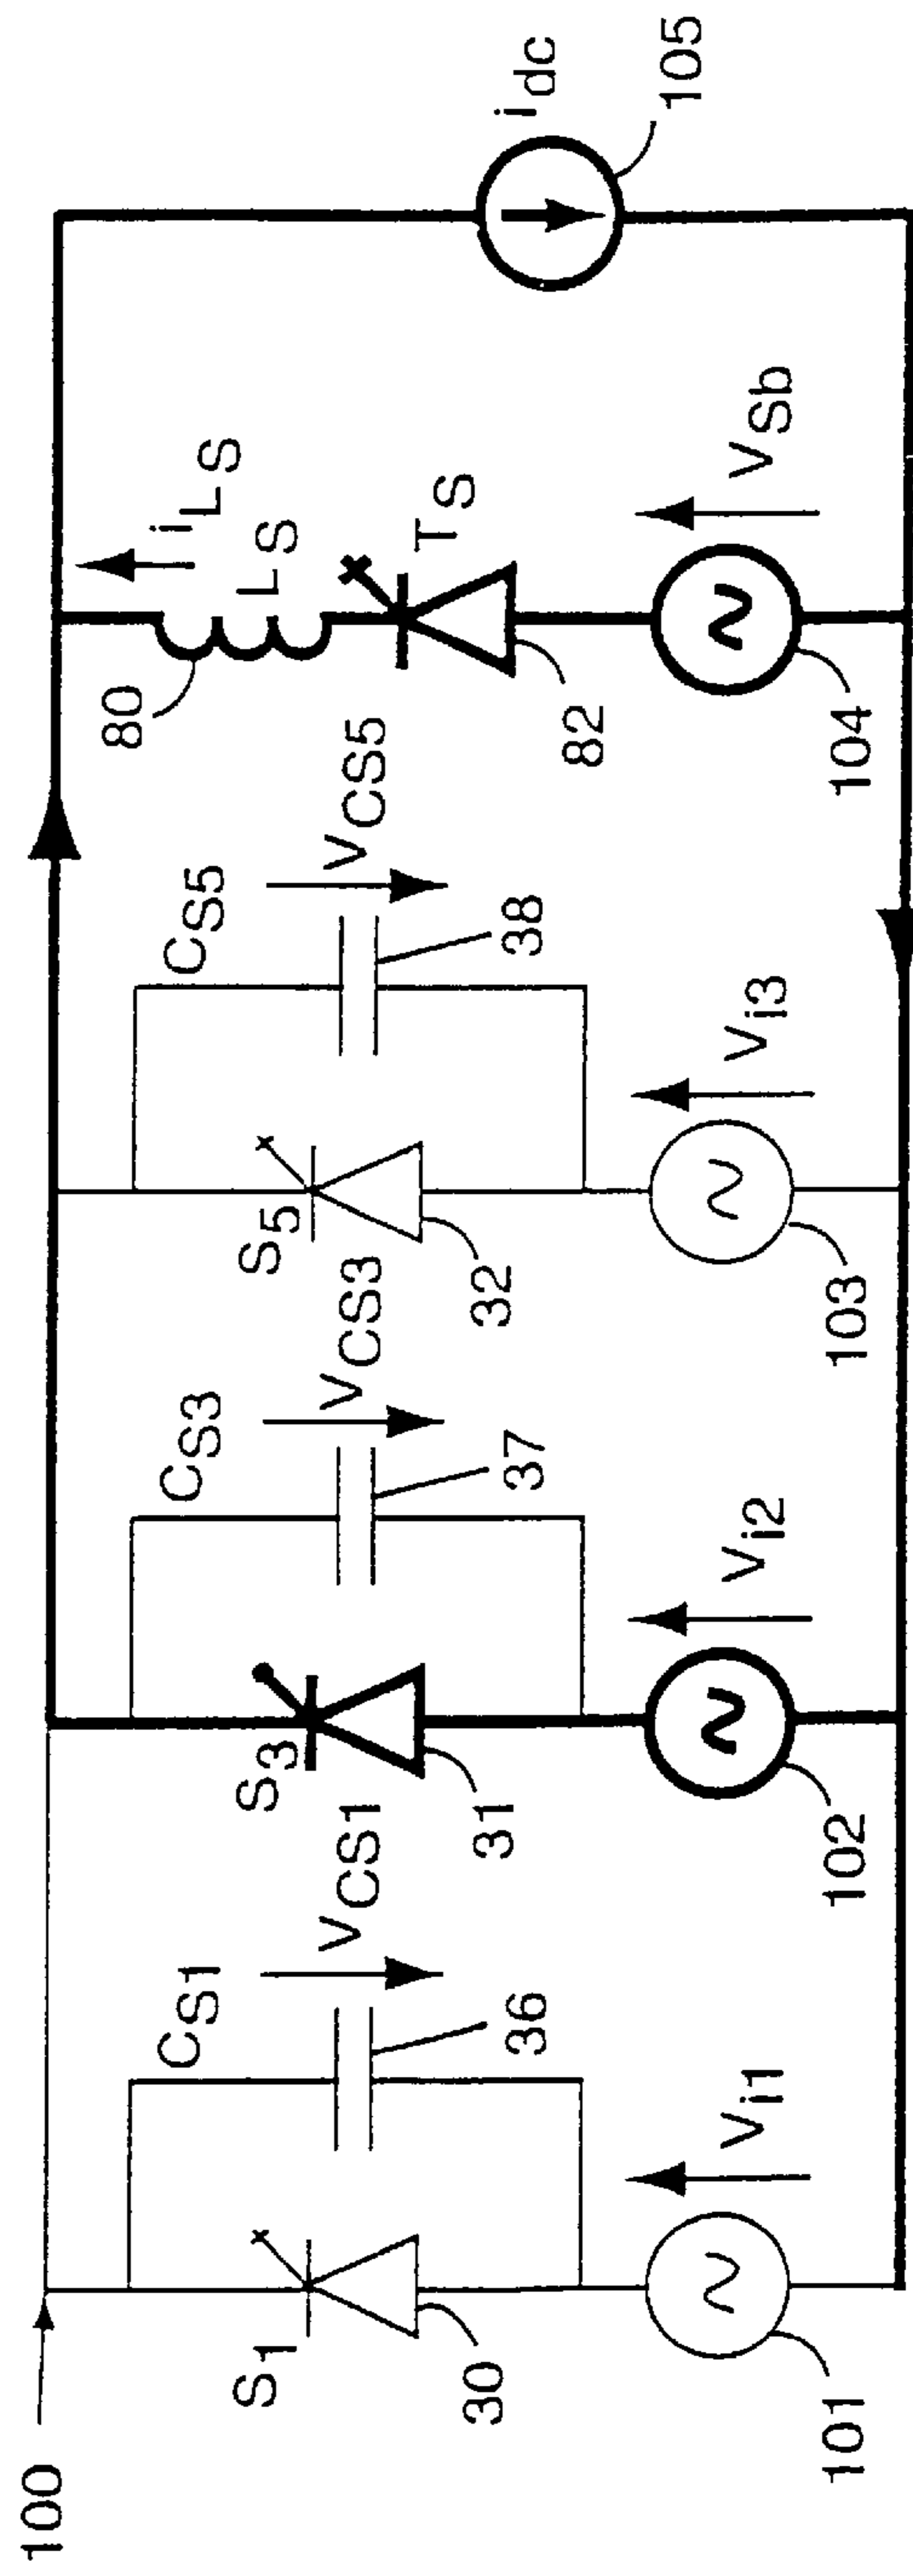 100
S1
30
CS1
VCS1
36
Vi1
101
S3
31
CS3
VCS3
37
Vi2
102
S5
32
CS5
VCS5
38
Vi3
103
80
LS
iLS
TS
82
VSb
104
idc
105